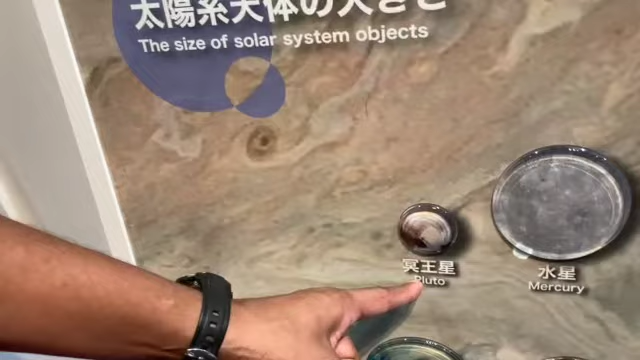 太陽系天体の大きさ
The size of solar system objects
冥王星
Pluto
水星
Mercury